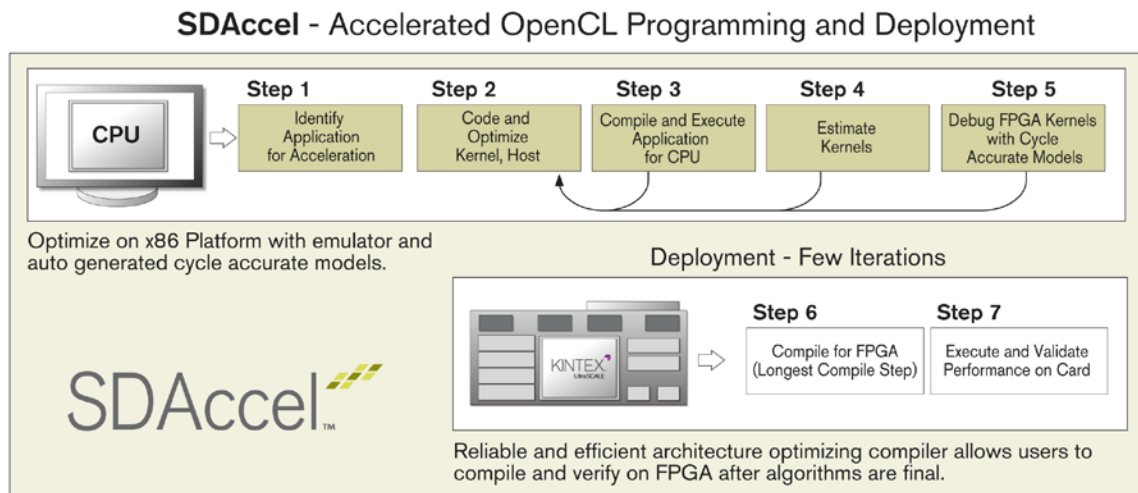 SDAccel - Accelerated OpenCL Programming and Deployment
CPU
Step 1
Identify
Application
for Acceleration
Step 2
Code and
Optimize
Kernel, Host
Step 3
Compile and Execute
Application
for CPU
Step 4
Estimate
Kernels
Step 5
Debug FPGA Kernels
with Cycle
Accurate Models
Optimize on x86 Platform with emulator and
auto generated cycle accurate models.
Deployment - Few Iterations
KINTEX
UltraSCALE
Step 6
Compile for FPGA
(Longest Compile Step)
Step 7
Execute and Validate
Performance on Card
SDAccel™
Reliable and efficient architecture optimizing compiler allows users to
compile and verify on FPGA after algorithms are final.